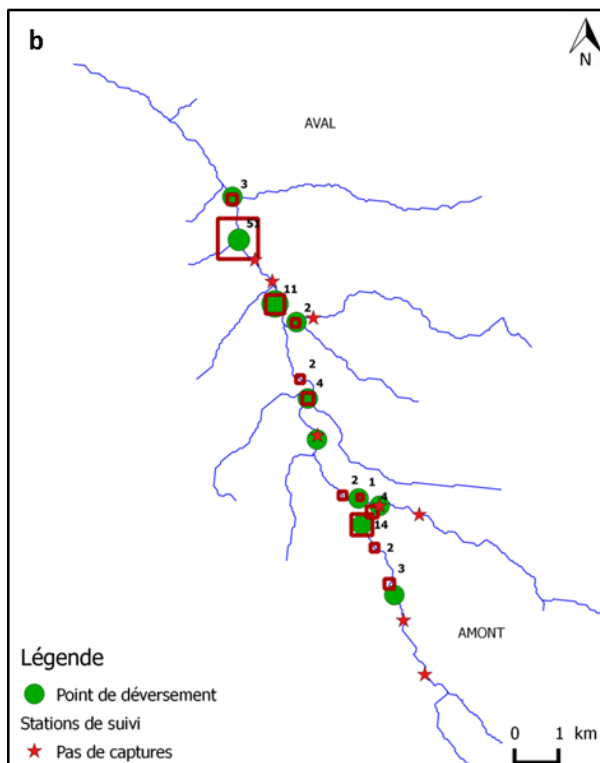 b
N
AVAL
3
51
11
2
2
4
2
1
4
14
2
3
AMONT
Légende
Point de déversement
Stations de suivi
Pas de captures
0 1 km